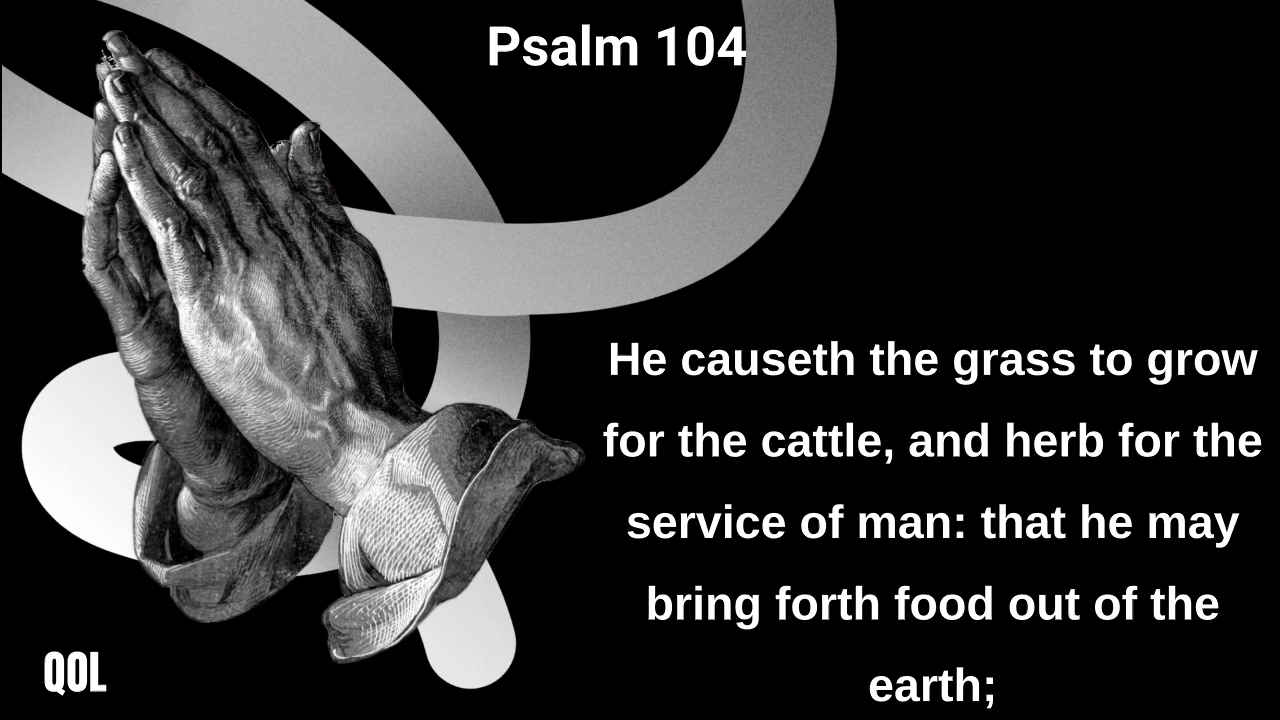 Psalm 104
He causeth the grass to grow
for the cattle, and herb for the
service of man: that he may
bring forth food out of the
earth;
QOL